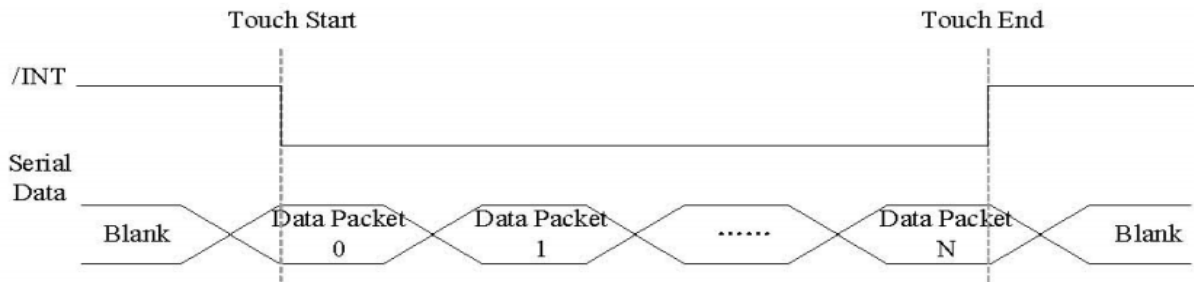 Touch Start
Touch End
/INT
Serial
Data
Blank
Data Packet
0
Data Packet
1
......
Data Packet
N
Blank